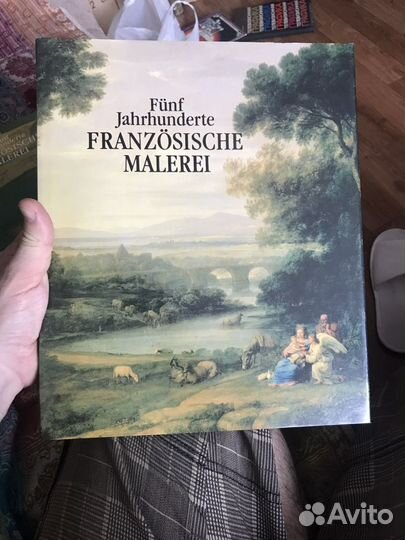 Fünf
Jahrhunderte
FRANZÖSISCHE
MALEREI
Avito